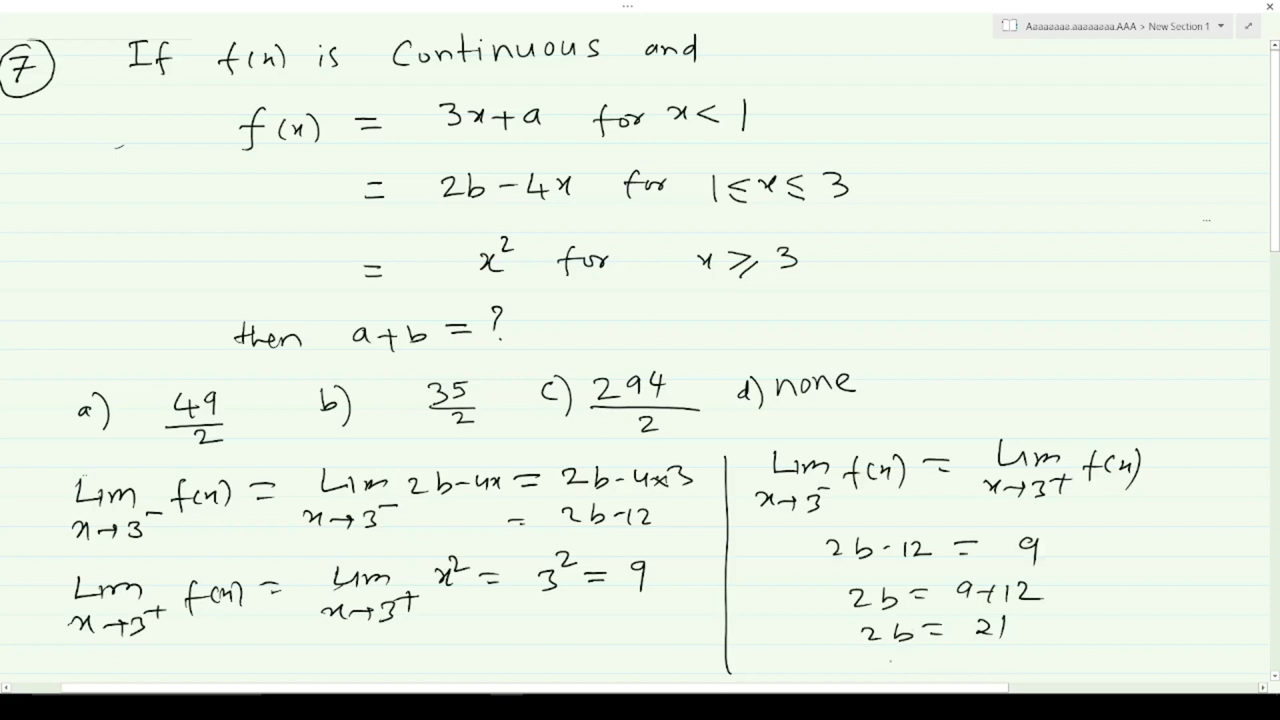 Aaaaaaaa.aaaaaaaa.AAA > New Section 1
7 If f(x) is Continuous and
f(x) = 3x+a for x < 1
= 2b - 4x for 1 ≤ x ≤ 3
= x² for x ⩾ 3
then a+b = ?
a) 49/2 b) 35/2 c) 294/2 d) none
Lim x→3⁻ f(x) = Lim x→3⁻ 2b-4x = 2b-4×3
= 2b-12
Lim x→3⁺ f(x) = Lim x→3⁺ x² = 3² = 9
Lim x→3⁻ f(x) = Lim x→3⁺ f(x)
2b-12 = 9
2b = 9+12
2b = 21